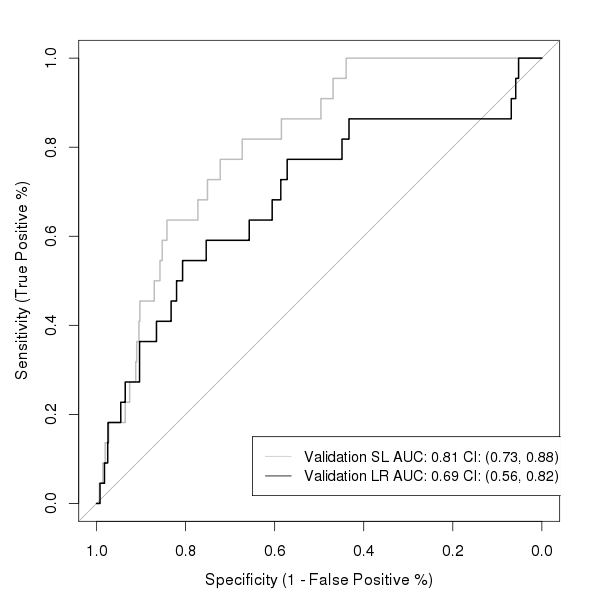 1.0
0.8
0.6
0.4
0.2
0.0
Sensitivity (True Positive %)
Validation SL AUC: 0.81 CI: (0.73, 0.88)
Validation LR AUC: 0.69 CI: (0.56, 0.82)
1.0 0.8 0.6 0.4 0.2 0.0
Specificity (1 - False Positive %)